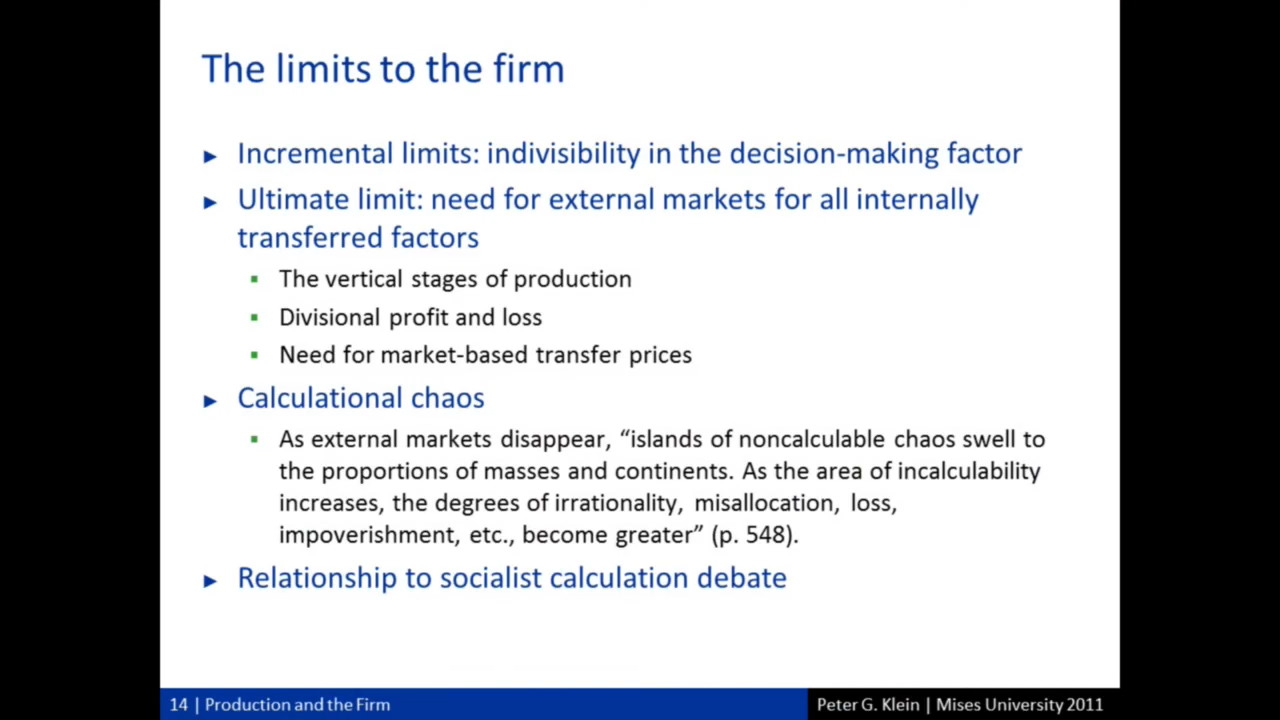 The limits to the firm
► Incremental limits: indivisibility in the decision-making factor
► Ultimate limit: need for external markets for all internally
transferred factors
▪ The vertical stages of production
▪ Divisional profit and loss
▪ Need for market-based transfer prices
► Calculational chaos
▪ As external markets disappear, “islands of noncalculable chaos swell to
the proportions of masses and continents. As the area of incalculability
increases, the degrees of irrationality, misallocation, loss,
impoverishment, etc., become greater” (p. 548).
► Relationship to socialist calculation debate
14 | Production and the Firm
Peter G. Klein | Mises University 2011